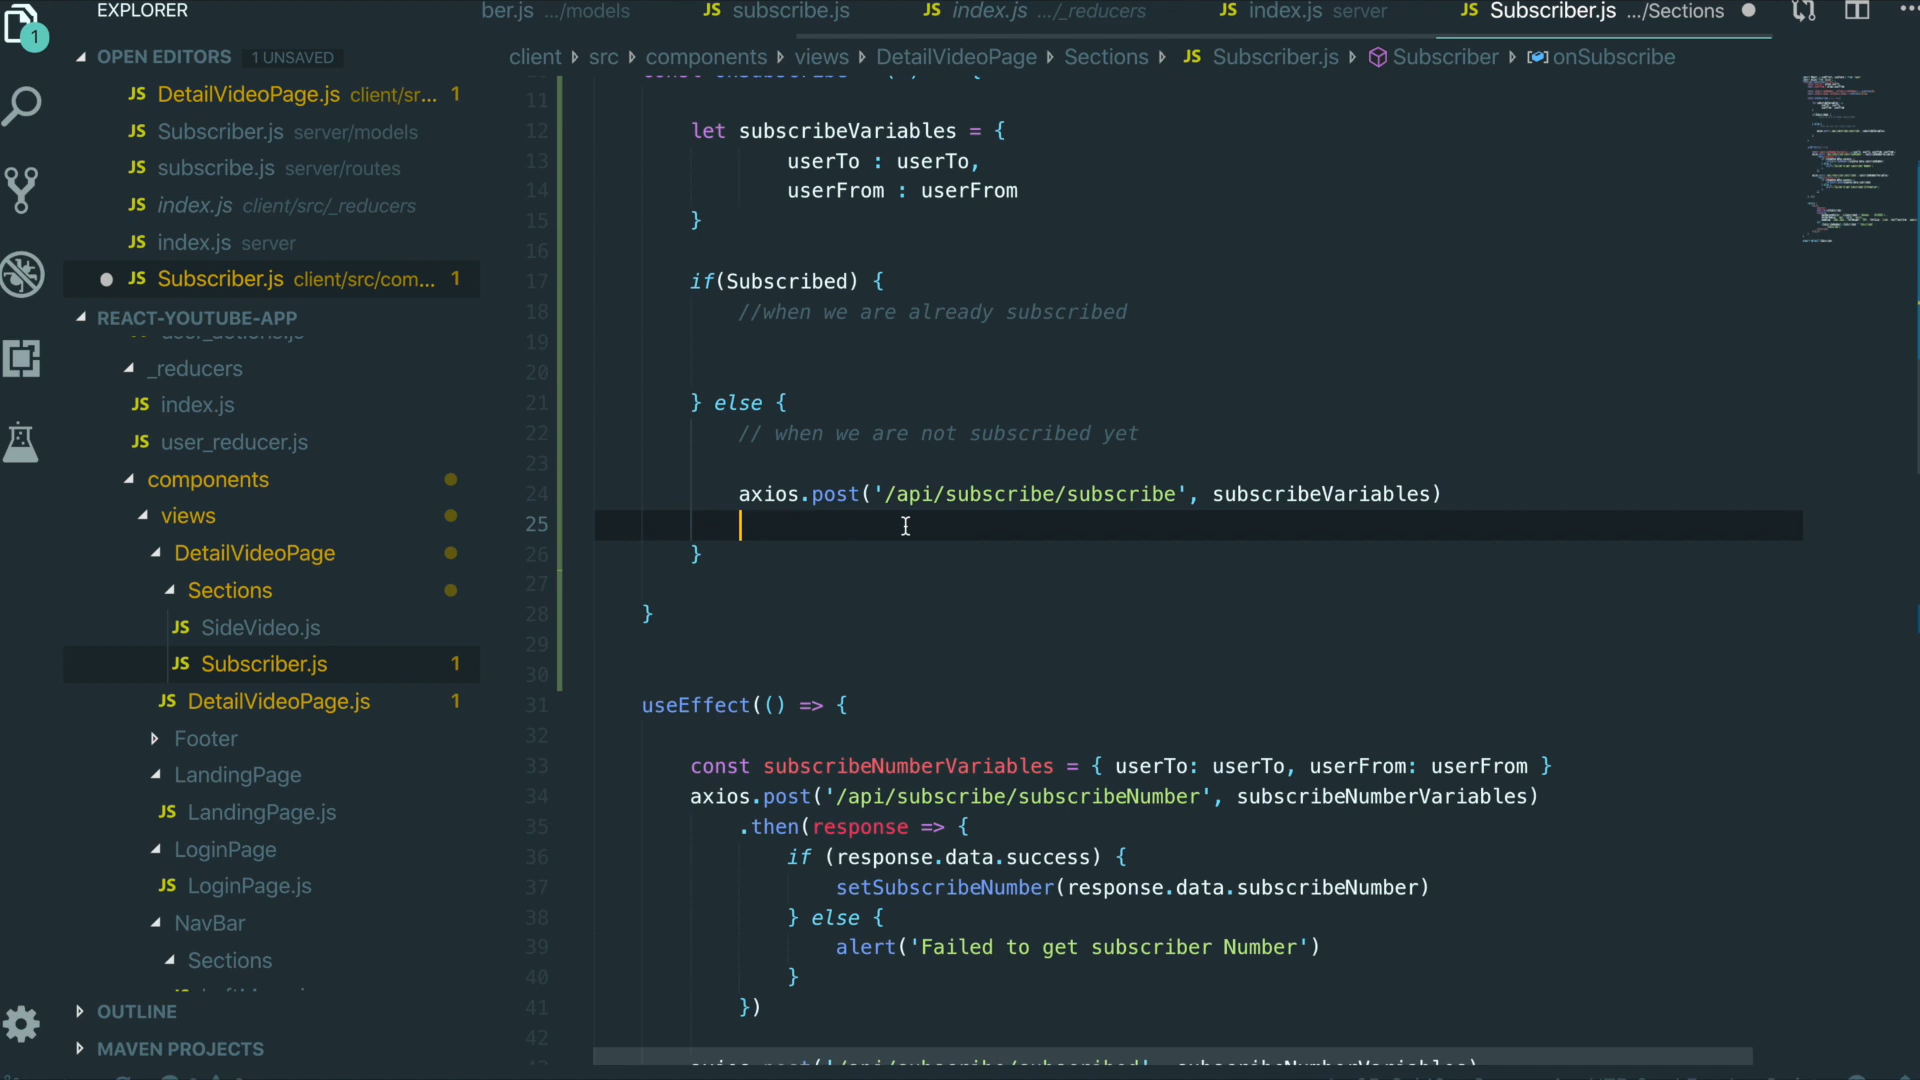 EXPLORER
ber.js .../models
JS subscribe.js
JS index.js .../_reducers
JS index.js server
JS Subscriber.js .../Sections
1
OPEN EDITORS 1 UNSAVED
JS DetailVideoPage.js client/sr... 1
JS Subscriber.js server/models
JS subscribe.js server/routes
JS index.js client/src/_reducers
JS index.js server
JS Subscriber.js client/src/com... 1
REACT-YOUTUBE-APP
_reducers
JS index.js
JS user_reducer.js
components
views
DetailVideoPage
Sections
JS SideVideo.js
JS Subscriber.js 1
JS DetailVideoPage.js 1
Footer
LandingPage
JS LandingPage.js
LoginPage
JS LoginPage.js
NavBar
Sections
OUTLINE
MAVEN PROJECTS
client src components views DetailVideoPage Sections JS Subscriber.js Subscriber onSubscribe
11
12 let subscribeVariables = {
13 userTo : userTo,
14 userFrom : userFrom
15 }
16
17 if(Subscribed) {
18 //when we are already subscribed
19
20
21 } else {
22 // when we are not subscribed yet
23
24 axios.post('/api/subscribe/subscribe', subscribeVariables)
25
26 }
27
28 }
29
30
31 useEffect(() => {
32
33 const subscribeNumberVariables = { userTo: userTo, userFrom: userFrom }
34 axios.post('/api/subscribe/subscribeNumber', subscribeNumberVariables)
35 .then(response => {
36 if (response.data.success) {
37 setSubscribeNumber(response.data.subscribeNumber)
38 } else {
39 alert('Failed to get subscriber Number')
40 }
41 })
42